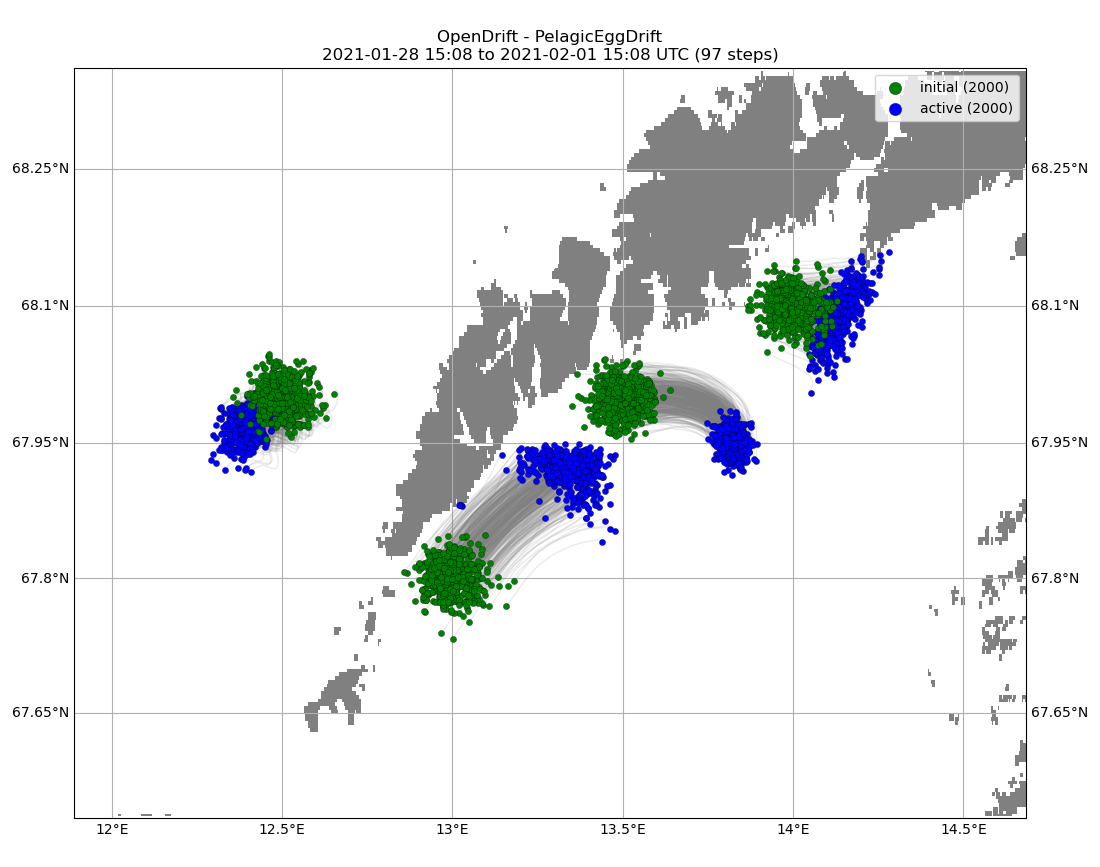 OpenDrift - PelagicEggDrift
2021-01-28 15:08 to 2021-02-01 15:08 UTC (97 steps)
initial (2000)
active (2000)
68.25°N 68.25°N
68.1°N 68.1°N
67.95°N 67.95°N
67.8°N 67.8°N
67.65°N 67.65°N
12°E 12.5°E 13°E 13.5°E 14°E 14.5°E